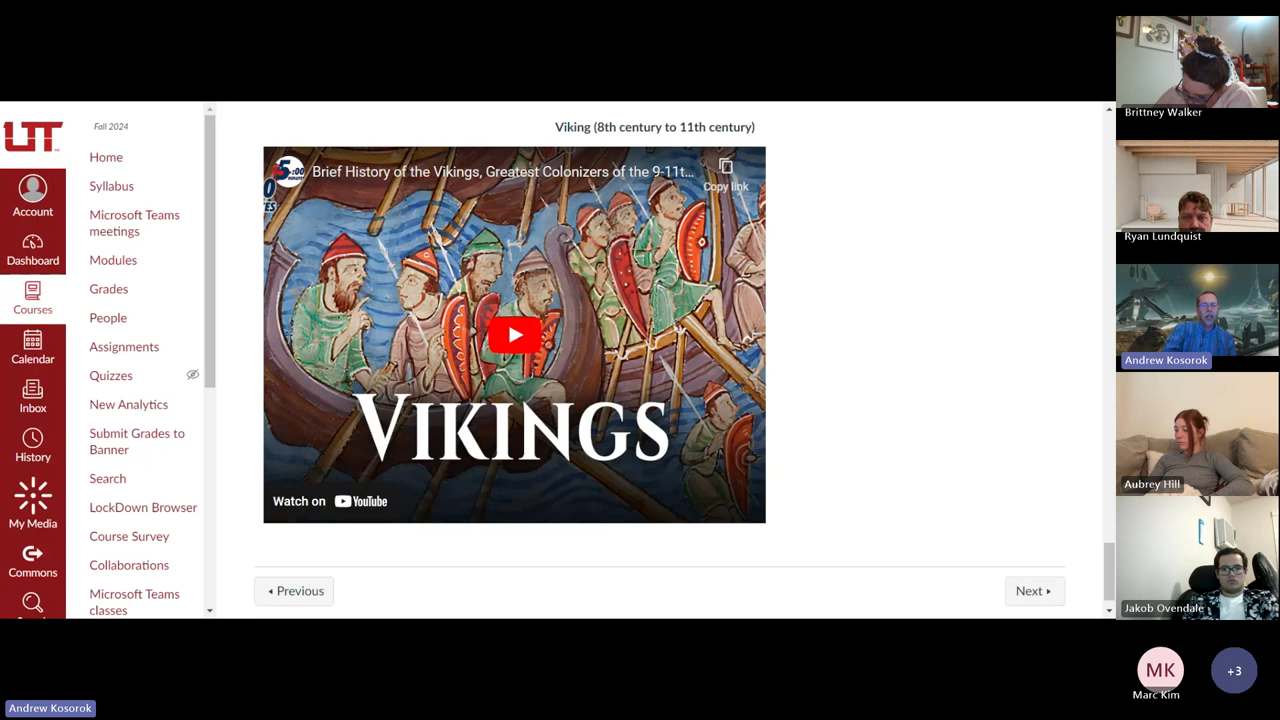 UT
Fall 2024
Home
Syllabus
Microsoft Teams
meetings
Modules
Grades
People
Assignments
Quizzes
New Analytics
Submit Grades to
Banner
Search
LockDown Browser
Course Survey
Collaborations
Microsoft Teams
classes
Account
Dashboard
Courses
Calendar
Inbox
History
My Media
Commons
Viking (8th century to 11th century)
5:00
Brief History of the Vikings, Greatest Colonizers of the 9-11t...
Copy link
VIKINGS
Watch on YouTube
Previous
Next
Brittney Walker
Ryan Lundquist
Andrew Kosorok
Aubrey Hill
Jakob Ovendale
MK
Marc Kim
+3
Andrew Kosorok